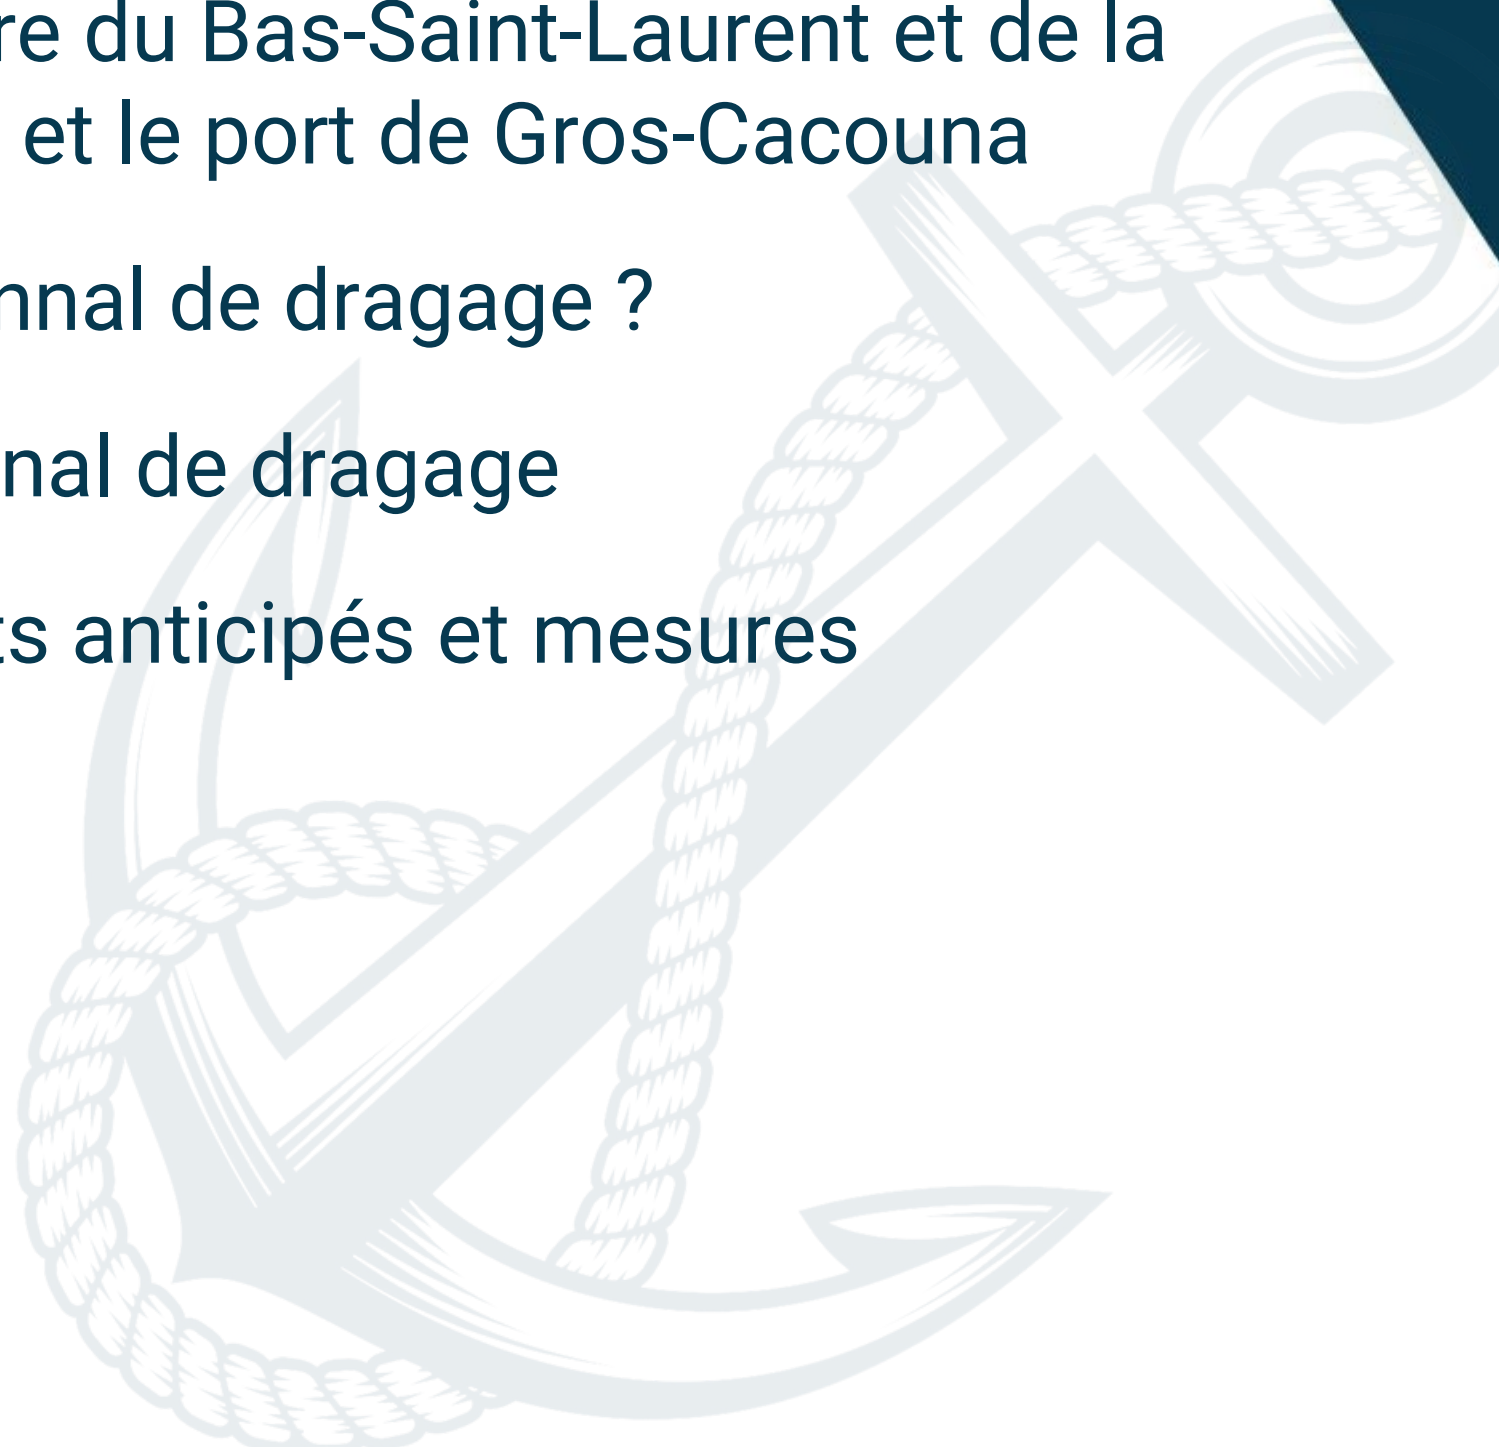 re du Bas-Saint-Laurent et de la
et le port de Gros-Cacouna
nnal de dragage ?
nal de dragage
ts anticipés et mesures